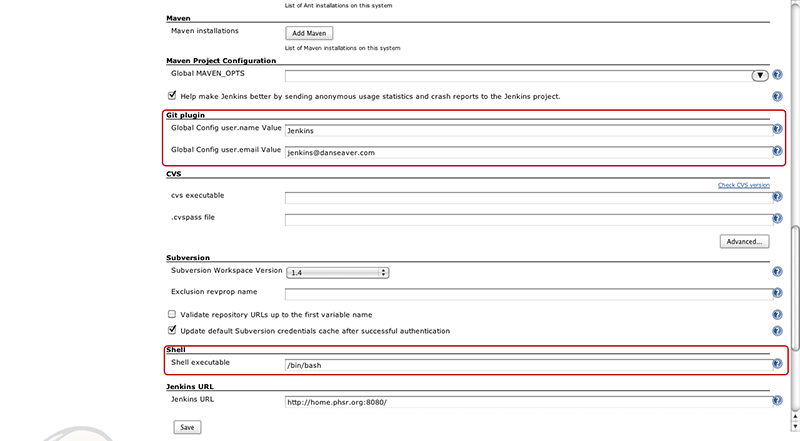 List of Ant installations on this system
Maven
Maven installations
Add Maven
List of Maven installations on this system
Maven Project Configuration
Global MAVEN_OPTS
Help make Jenkins better by sending anonymous usage statistics and crash reports to the Jenkins project.
Git plugin
Global Config user.name Value Jenkins
Global Config user.email Value jenkins@danseaver.com
CVS
Check CVS version
cvs executable
.cvspass file
Advanced...
Subversion
Subversion Workspace Version 1.4
Exclusion revprop name
Validate repository URLs up to the first variable name
Update default Subversion credentials cache after successful authentication
Shell
Shell executable /bin/bash
Jenkins URL
Jenkins URL http://home.phsr.org:8080/
Save